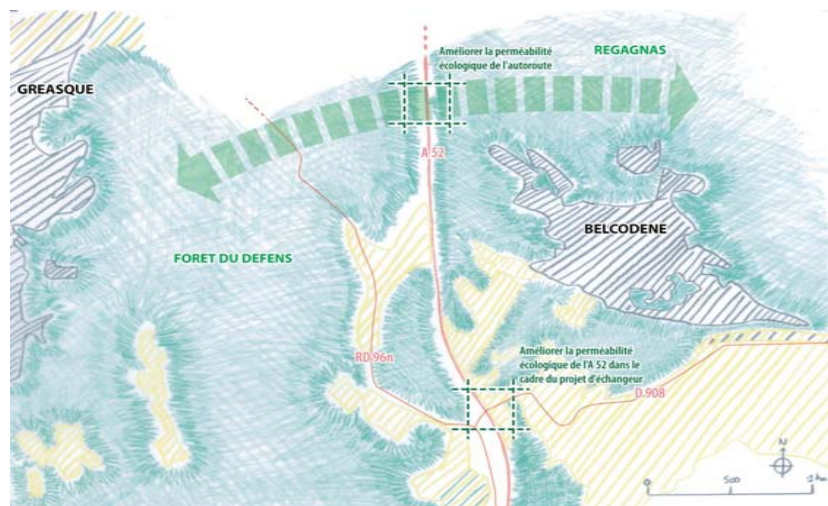 Améliorer la perméabilité
écologique de l'autoroute
REGAGNAS
GREASQUE
A 52
BELCODENE
FORET DU DEFENS
RD 96n
Améliorer la perméabilité
écologique de l'A 52 dans le
cadre du projet d'échangeur
D 908
N
0
500
1 km